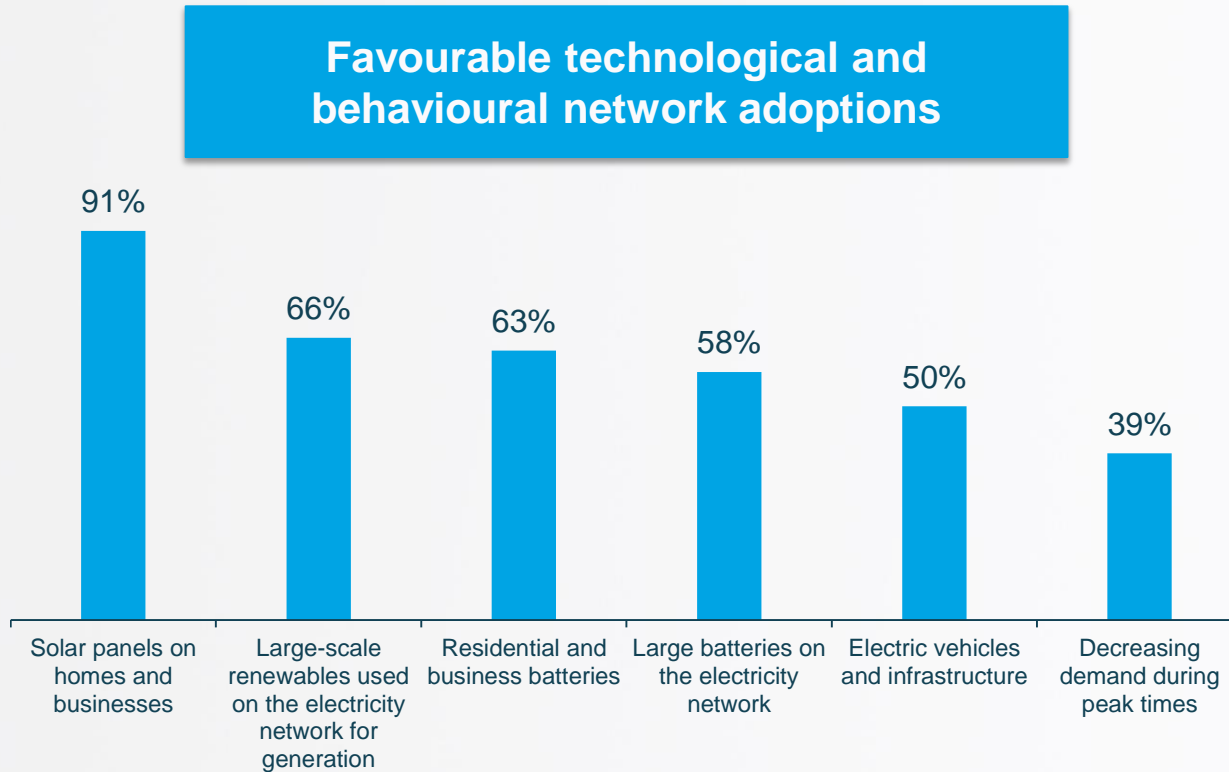 Favourable technological and
behavioural network adoptions
91%
66%
63%
58%
50%
39%
Solar panels on
homes and
businesses
Large-scale
renewables used
on the electricity
network for
generation
Residential and
business batteries
Large batteries on
the electricity
network
Electric vehicles
and infrastructure
Decreasing
demand during
peak times